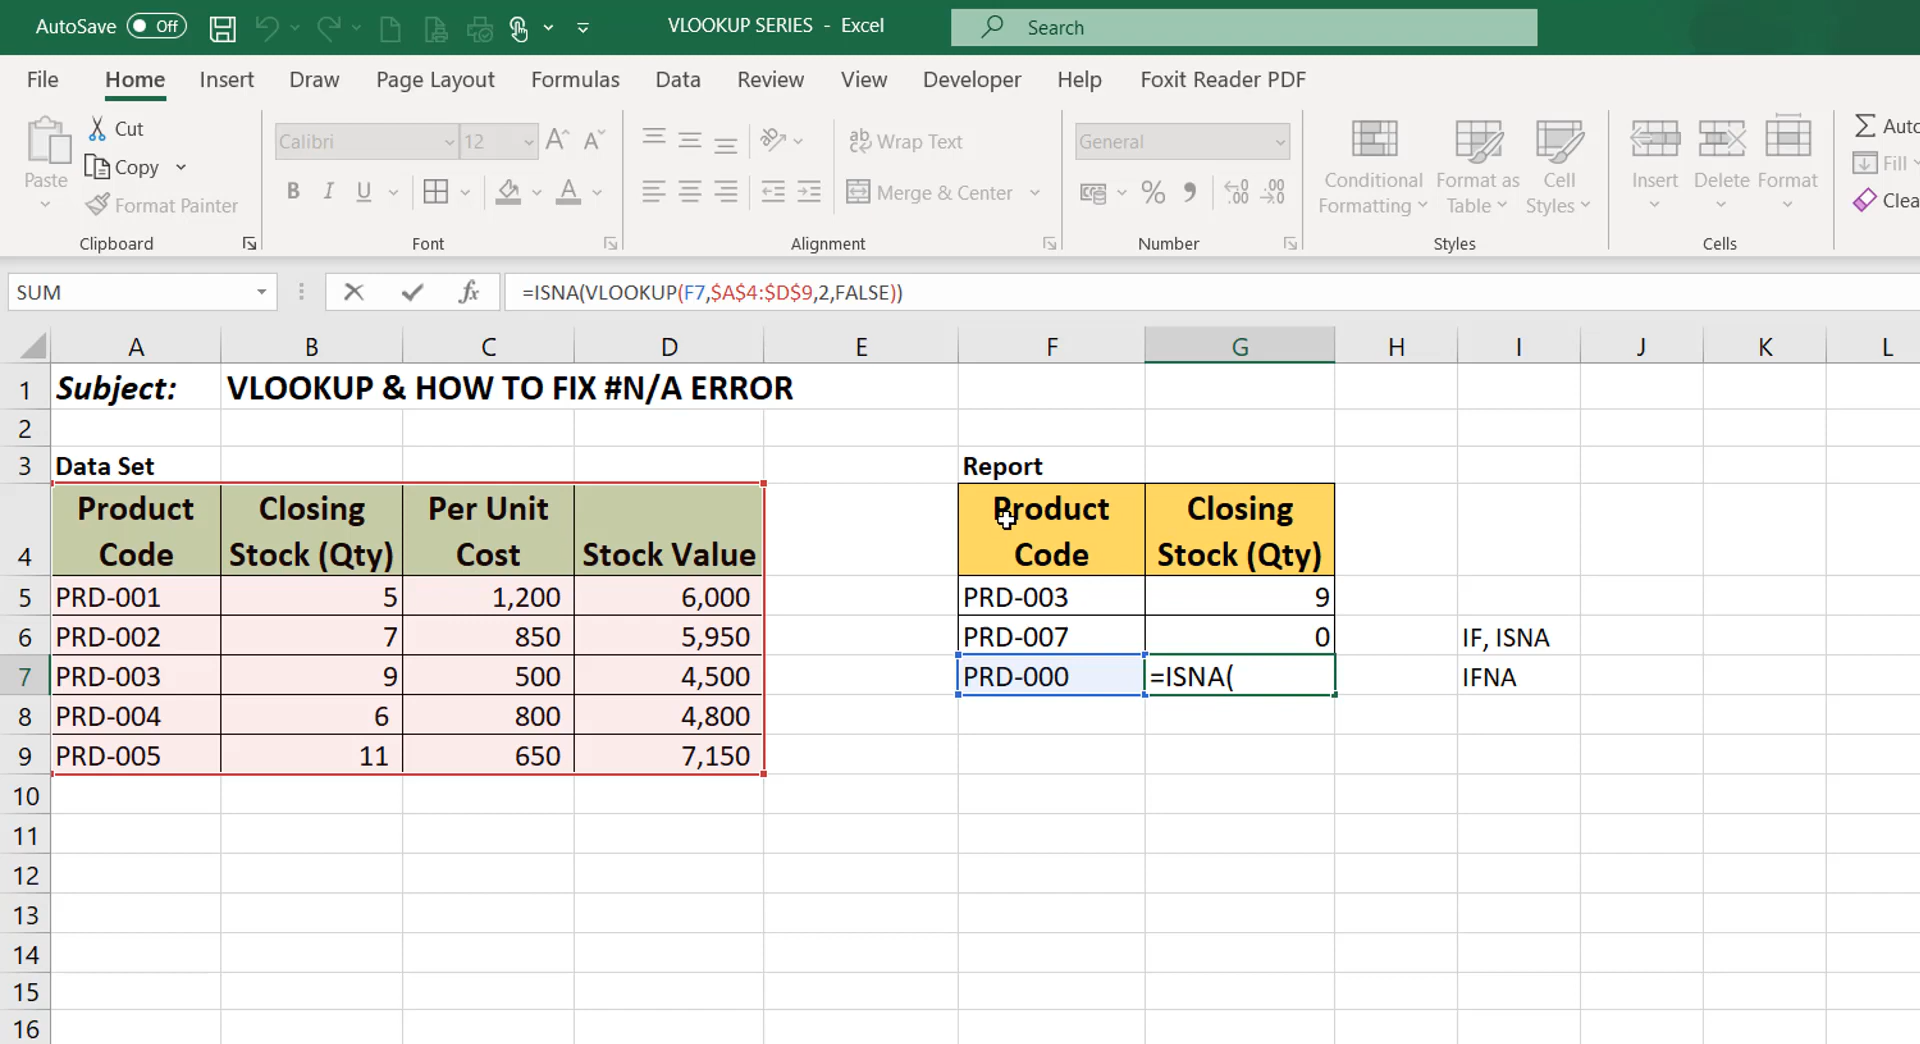 AutoSave Off VLOOKUP SERIES - Excel Search
File Home Insert Draw Page Layout Formulas Data Review View Developer Help Foxit Reader PDF
Paste Cut Copy Format Painter
Clipboard
Calibri 12 A A
B I U A
Font
ab Wrap Text
Merge & Center
Alignment
General
% , .00 .00
Number
Conditional Formatting Format as Table Cell Styles
Styles
Insert Delete Format
Cells
Σ Auto
Fill
Clea
SUM fx =ISNA(VLOOKUP(F7,$A$4:$D$9,2,FALSE))
A B C D E F G H I J K L
1 Subject: VLOOKUP & HOW TO FIX #N/A ERROR
2
3 Data Set Report
4 Product Code Closing Stock (Qty) Per Unit Cost Stock Value Product Code Closing Stock (Qty)
5 PRD-001 5 1,200 6,000 PRD-003 9
6 PRD-002 7 850 5,950 PRD-007 0 IF, ISNA
7 PRD-003 9 500 4,500 PRD-000 =ISNA( IFNA
8 PRD-004 6 800 4,800
9 PRD-005 11 650 7,150
10
11
12
13
14
15
16